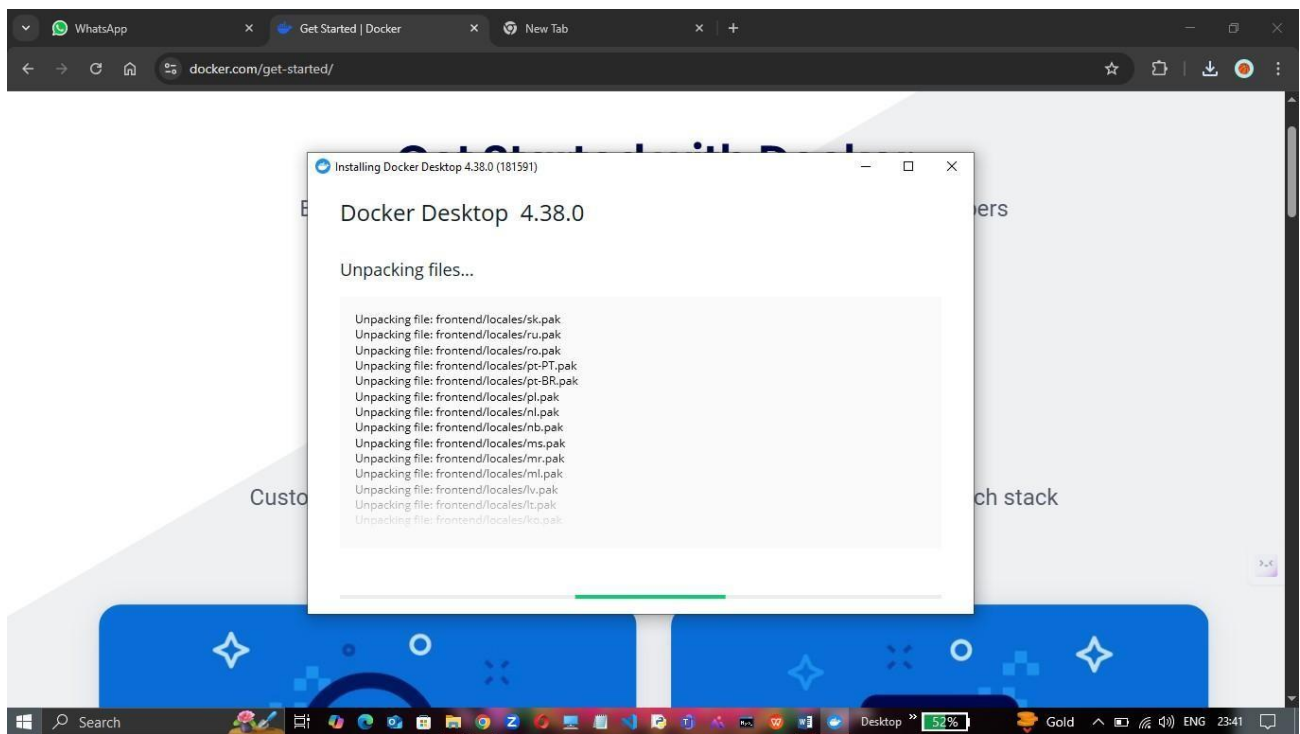 WhatsApp
Get Started | Docker
New Tab
docker.com/get-started/
Installing Docker Desktop 4.38.0 (181591)
Docker Desktop 4.38.0
Unpacking files...
Unpacking file: frontend/locales/sk.pak
Unpacking file: frontend/locales/ru.pak
Unpacking file: frontend/locales/ro.pak
Unpacking file: frontend/locales/pt-PT.pak
Unpacking file: frontend/locales/pt-BR.pak
Unpacking file: frontend/locales/pl.pak
Unpacking file: frontend/locales/nl.pak
Unpacking file: frontend/locales/nb.pak
Unpacking file: frontend/locales/ms.pak
Unpacking file: frontend/locales/mr.pak
Unpacking file: frontend/locales/ml.pak
Unpacking file: frontend/locales/lv.pak
Unpacking file: frontend/locales/lt.pak
Unpacking file: frontend/locales/ko.pak
Custo
ch stack
Search
Desktop
52%
Gold
ENG
23:41